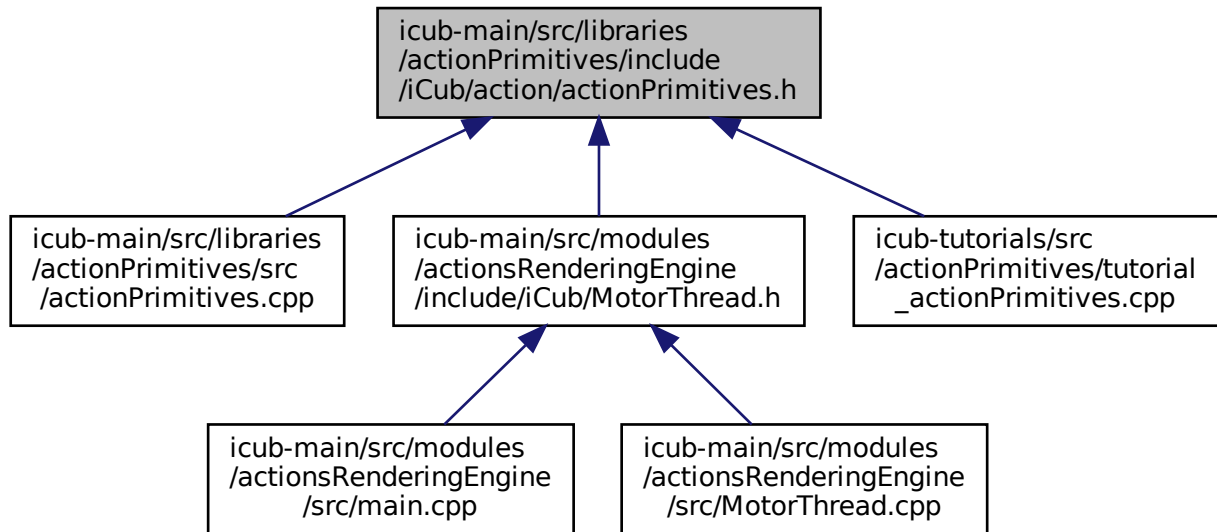 icub-main/src/libraries
/actionPrimitives/include
/iCub/action/actionPrimitives.h
icub-main/src/libraries
/actionPrimitives/src
/actionPrimitives.cpp
icub-main/src/modules
/actionsRenderingEngine
/include/iCub/MotorThread.h
icub-tutorials/src
/actionPrimitives/tutorial
_actionPrimitives.cpp
icub-main/src/modules
/actionsRenderingEngine
/src/main.cpp
icub-main/src/modules
/actionsRenderingEngine
/src/MotorThread.cpp